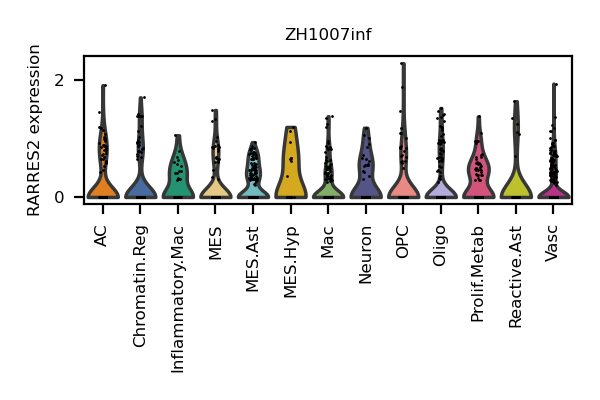 ZH1007inf
RARRES2 expression
2
0
AC
Chromatin.Reg
Inflammatory.Mac
MES
MES.Ast
MES.Hyp
Mac
Neuron
OPC
Oligo
Prolif.Metab
Reactive.Ast
Vasc